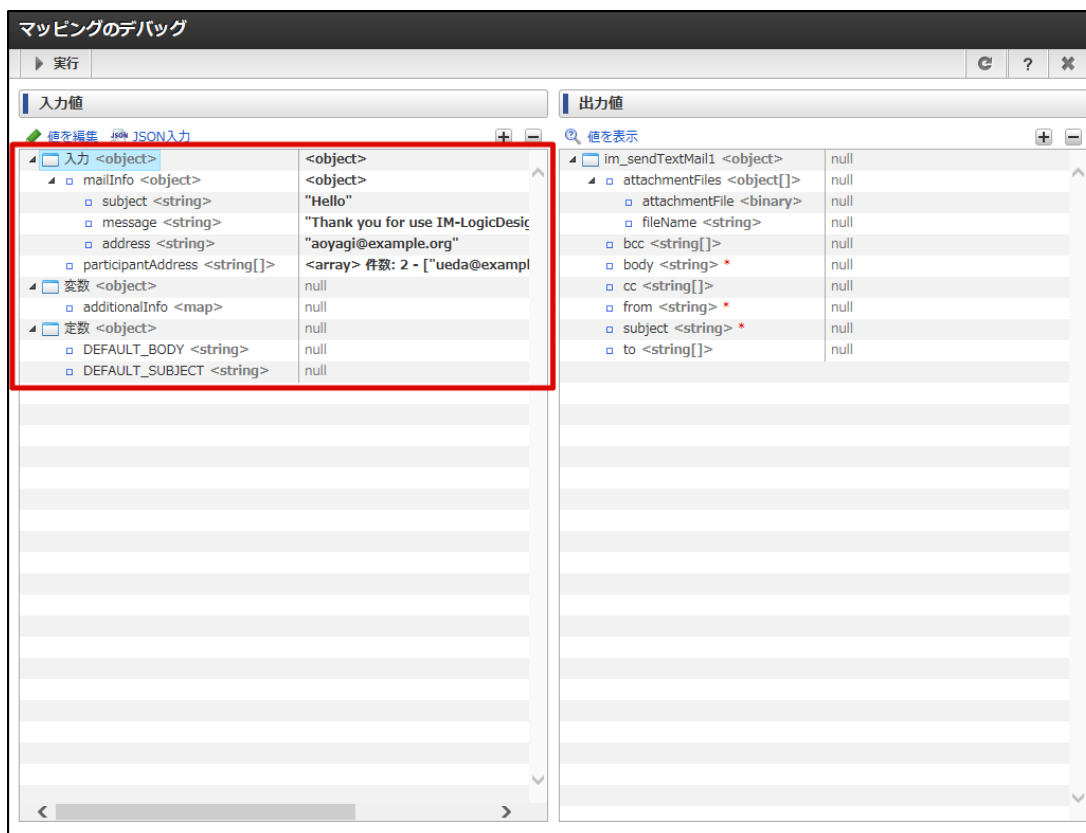 マッピングのデバッグ
実行
?
入力値
値を編集 JSON JSON入力
入力 <object> <object>
mailInfo <object> <object>
subject <string> "Hello"
message <string> "Thank you for use IM-LogicDesig
address <string> "aoyagi@example.org"
participantAddress <string[]> <array> 件数: 2 - ["ueda@exampl
変数 <object> null
additionalInfo <map> null
定数 <object> null
DEFAULT_BODY <string> null
DEFAULT_SUBJECT <string> null
出力値
値を表示
im_sendTextMail1 <object> null
attachmentFiles <object[]> null
attachmentFile <binary> null
fileName <string> null
bcc <string[]> null
body <string> * null
cc <string[]> null
from <string> * null
subject <string> * null
to <string[]> null